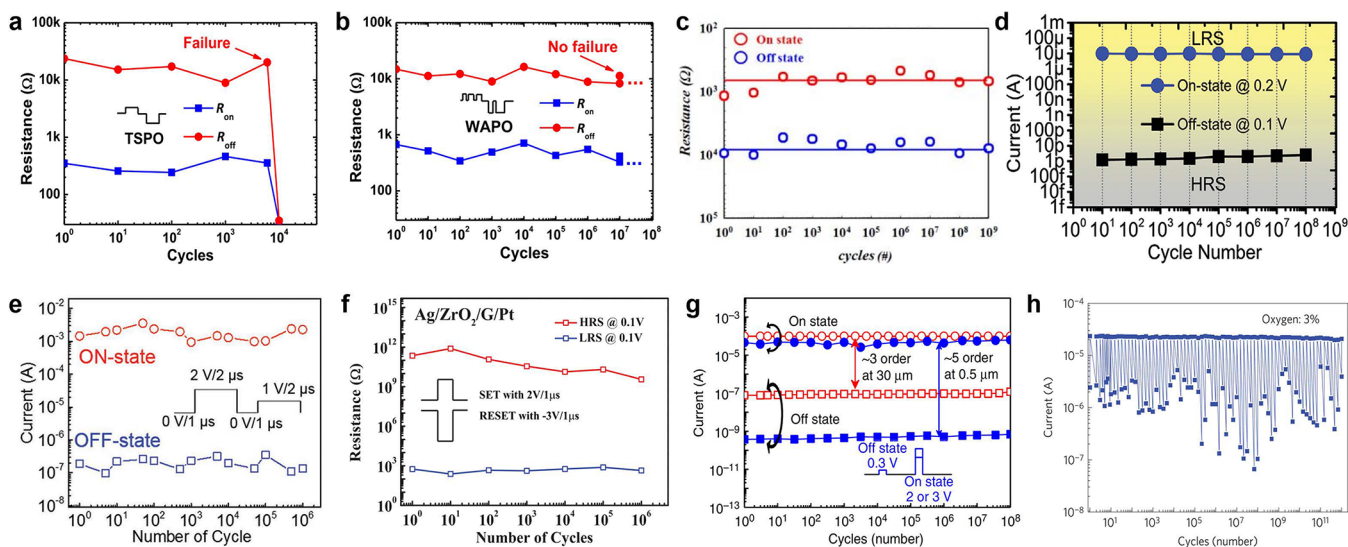 a
100k
10k
1k
100
Resistance (Ω)
Failure
TSPO
Ron
Roff
10^0 10^1 10^2 10^3 10^4
Cycles
b
100k
10k
1k
100
Resistance (Ω)
No failure
WAPO
Ron
Roff
10^0 10^1 10^2 10^3 10^4 10^5 10^6 10^7 10^8
Cycles
c
10^2
10^3
10^4
10^5
Resistance (Ω)
On state
Off state
10^0 10^1 10^2 10^3 10^4 10^5 10^6 10^7 10^8 10^9
cycles (#)
d
1m
100μ
10μ
1μ
100n
10n
1n
100p
10p
1p
100f
10f
1f
Current (A)
LRS
On-state @ 0.2 V
Off-state @ 0.1 V
HRS
10^0 10^1 10^2 10^3 10^4 10^5 10^6 10^7 10^8 10^9
Cycle Number
e
10^-2
10^-3
10^-4
10^-5
10^-6
10^-7
10^-8
Current (A)
ON-state
2 V/2 μs
1 V/2 μs
0 V/1 μs
0 V/1 μs
OFF-state
10^0 10^1 10^2 10^3 10^4 10^5 10^6
Number of Cycle
f
10^15
10^12
10^9
10^6
10^3
10^0
Resistance (Ω)
Ag/ZrO2/G/Pt
HRS @ 0.1V
LRS @ 0.1V
SET with 2V/1μs
RESET with -3V/1μs
10^0 10^1 10^2 10^3 10^4 10^5 10^6
Number of Cycles
g
10^-3
10^-5
10^-7
10^-9
10^-11
10^-13
Current (A)
On state
~3 order
at 30 μm
~5 order
at 0.5 μm
Off state
Off state
0.3 V
On state
2 or 3 V
10^0 10^1 10^2 10^3 10^4 10^5 10^6 10^7 10^8
Cycles (number)
h
10^-4
10^-5
10^-6
10^-7
10^-8
Current (A)
Oxygen: 3%
10^1 10^3 10^5 10^7 10^9 10^11
Cycles (number)